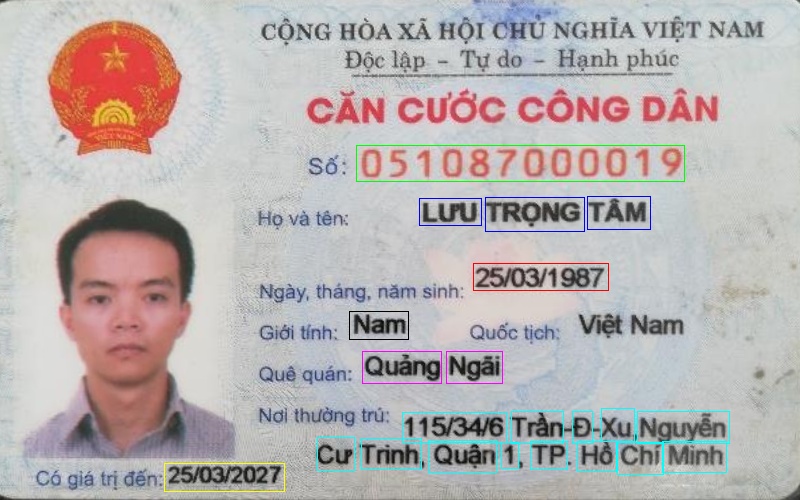 CỘNG HÒA XÃ HỘI CHỦ NGHĨA VIỆT NAM
Độc lập - Tự do - Hạnh phúc
CĂN CƯỚC CÔNG DÂN
Số: 051087000019
Họ và tên: LƯU TRỌNG TÂM
Ngày, tháng, năm sinh: 25/03/1987
Giới tính: Nam Quốc tịch: Việt Nam
Quê quán: Quảng Ngãi
Nơi thường trú: 115/34/6 Trần-Đ-Xu,Nguyễn
Cư Trinh, Quận 1, TP. Hồ Chí Minh
Có giá trị đến: 25/03/2027